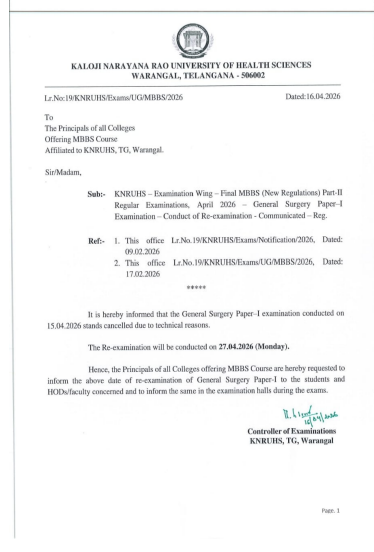 KALOJI NARAYANA RAO UNIVERSITY OF HEALTH SCIENCES
WARANGAL, TELANGANA - 506002
Lr.No:19/KNRUHS/Exams/UG/MBBS/2026 Dated:16.04.2026
To
The Principals of all Colleges
Offering MBBS Course
Affiliated to KNRUHS, TG, Warangal.
Sir/Madam,
Sub:- KNRUHS – Examination Wing – Final MBBS (New Regulations) Part-II
Regular Examinations, April 2026 – General Surgery Paper–I
Examination – Conduct of Re-examination - Communicated – Reg.
Ref:- 1. This office Lr.No.19/KNRUHS/Exams/Notification/2026, Dated:
09.02.2026
2. This office Lr.No.19/KNRUHS/Exams/UG/MBBS/2026, Dated:
17.02.2026
*****
It is hereby informed that the General Surgery Paper–I examination conducted on
15.04.2026 stands cancelled due to technical reasons.
The Re-examination will be conducted on 27.04.2026 (Monday).
Hence, the Principals of all Colleges offering MBBS Course are hereby requested to
inform the above date of re-examination of General Surgery Paper-I to the students and
HODs/faculty concerned and to inform the same in the examination halls during the exams.
Controller of Examinations
KNRUHS, TG, Warangal
Page. 1